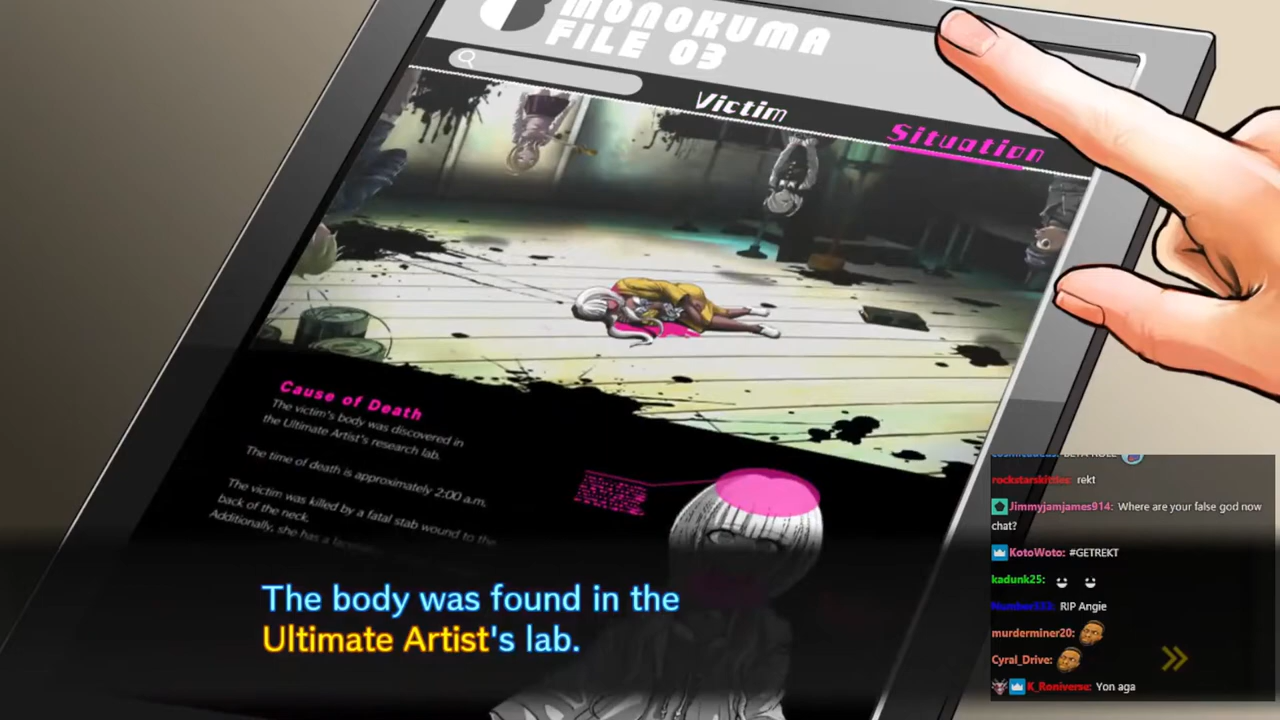 MONOKUMA
FILE 03
Victim
Situation
Cause of Death
The victim's body was discovered in
the Ultimate Artist's research lab.
The time of death is approximately 2:00 a.m.
The victim was killed by a fatal stab wound to the
back of the neck.
Additionally, she has a
The body was found in the
Ultimate Artist's lab.
rockstarskittles: rekt
Jimmyjamjames914: Where are your false god now
chat?
KotoWoto: #GETREKT
kadunk25:
RIP Angie
murderminer20:
Cyral_Drive:
K_Roniverse: Yon aga